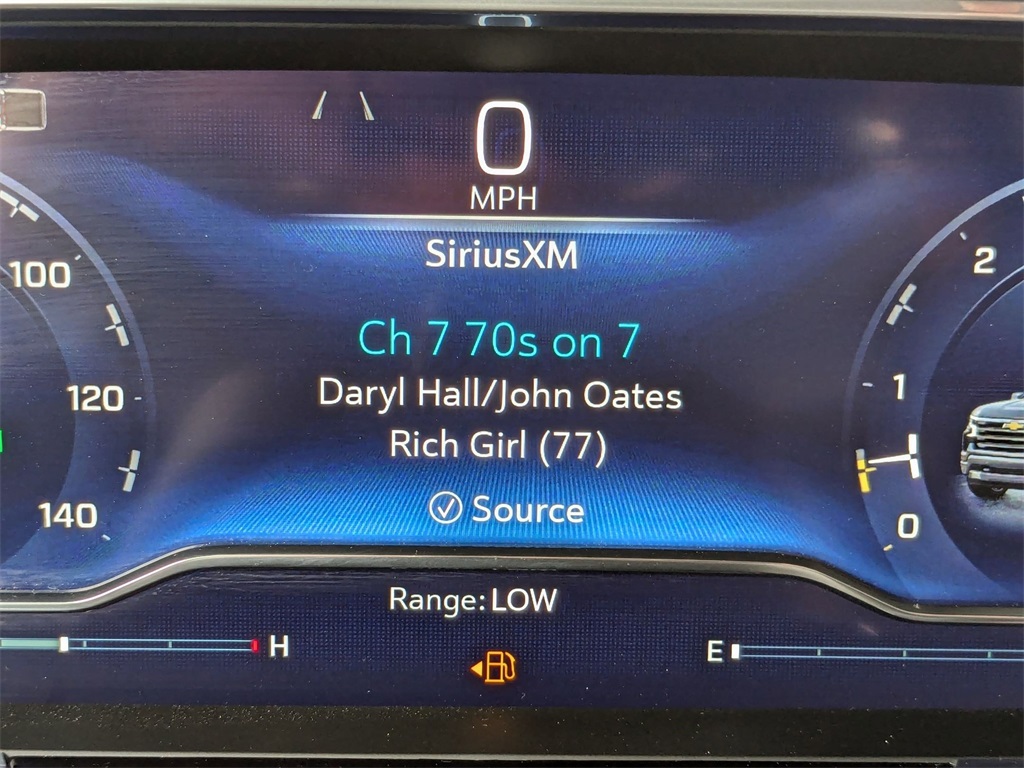 0
MPH
SiriusXM
100
2
Ch 7 70s on 7
120
Daryl Hall/John Oates
1
Rich Girl (77)
140
Source
0
Range: LOW
H
E